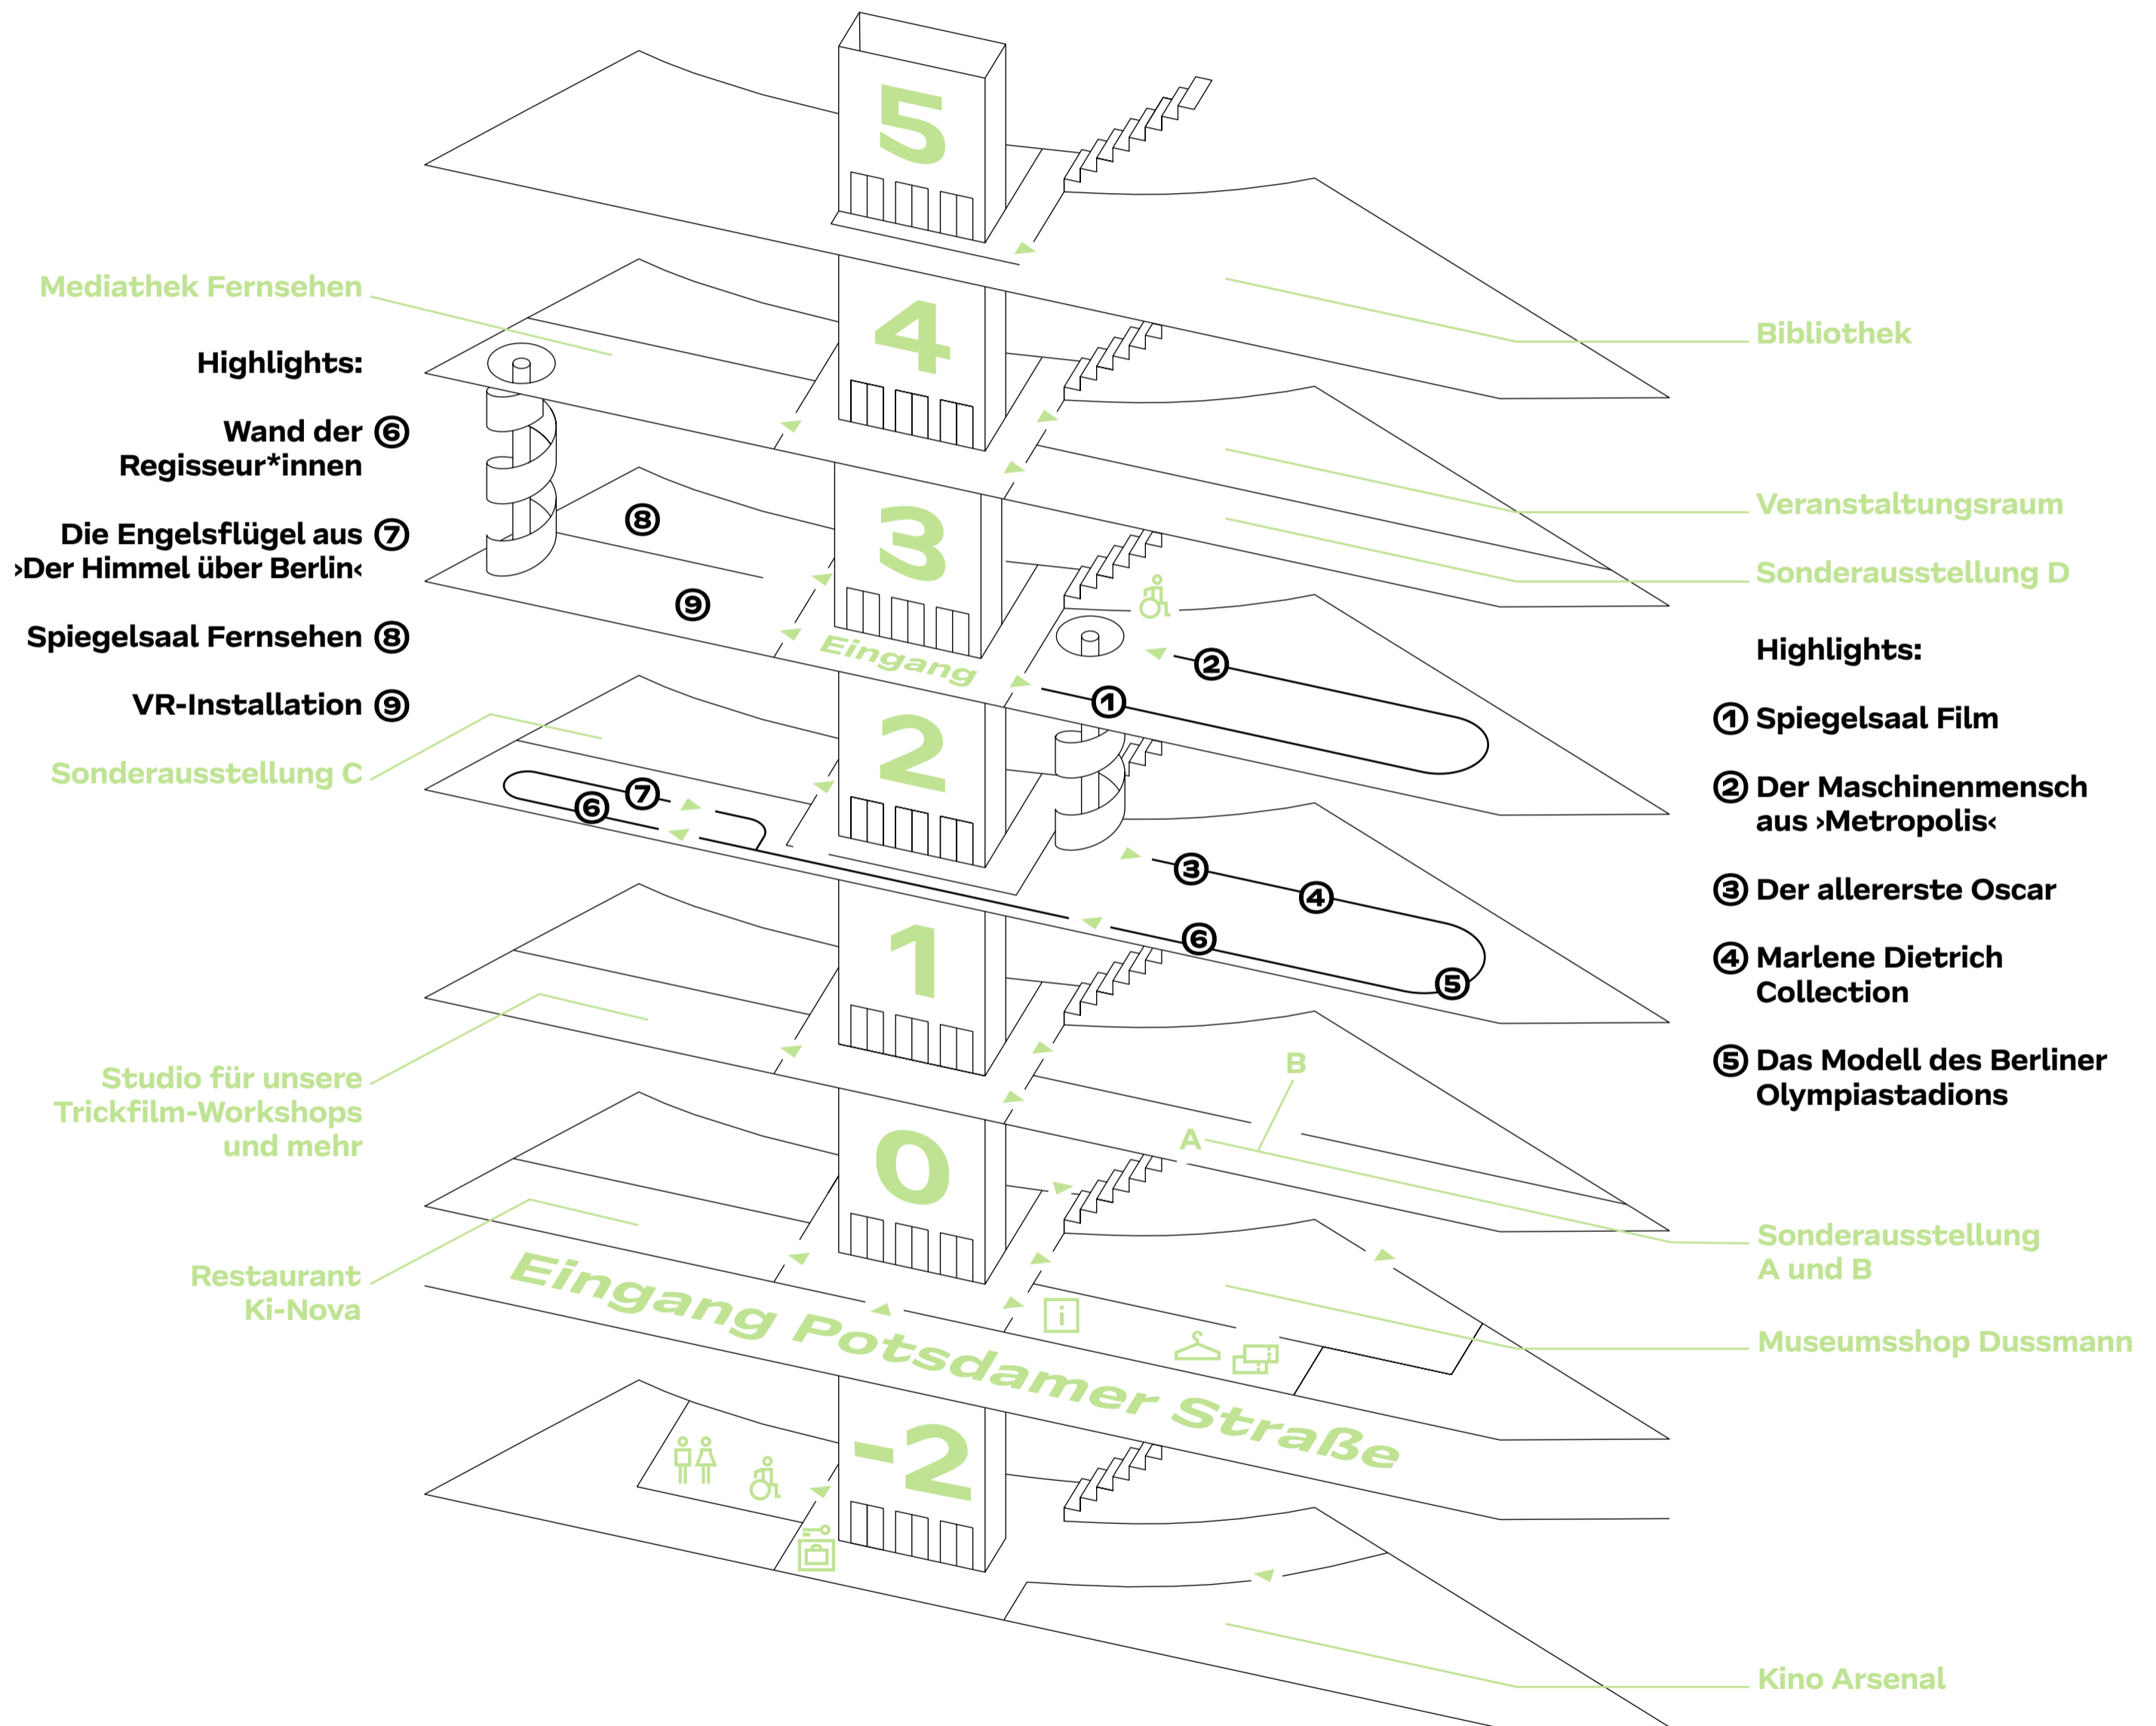 5
Mediathek Fernsehen
Highlights:
Wand der ⑥
Regisseur*innen
Die Engelsflügel aus ⑦
›Der Himmel über Berlin‹
Spiegelsaal Fernsehen ⑧
VR-Installation ⑨
Sonderausstellung C
Studio für unsere
Trickfilm-Workshops
und mehr
Restaurant
Ki-Nova
4
3
⑧
⑨
Eingang
②
①
2
⑦
⑥
③
④
⑥
⑤
1
B
A
0
Eingang Potsdamer Straße
i
-2
Bibliothek
Veranstaltungsraum
Sonderausstellung D
Highlights:
① Spiegelsaal Film
② Der Maschinenmensch
aus ›Metropolis‹
③ Der allererste Oscar
④ Marlene Dietrich
Collection
⑤ Das Modell des Berliner
Olympiastadions
Sonderausstellung
A und B
Museumsshop Dussmann
Kino Arsenal